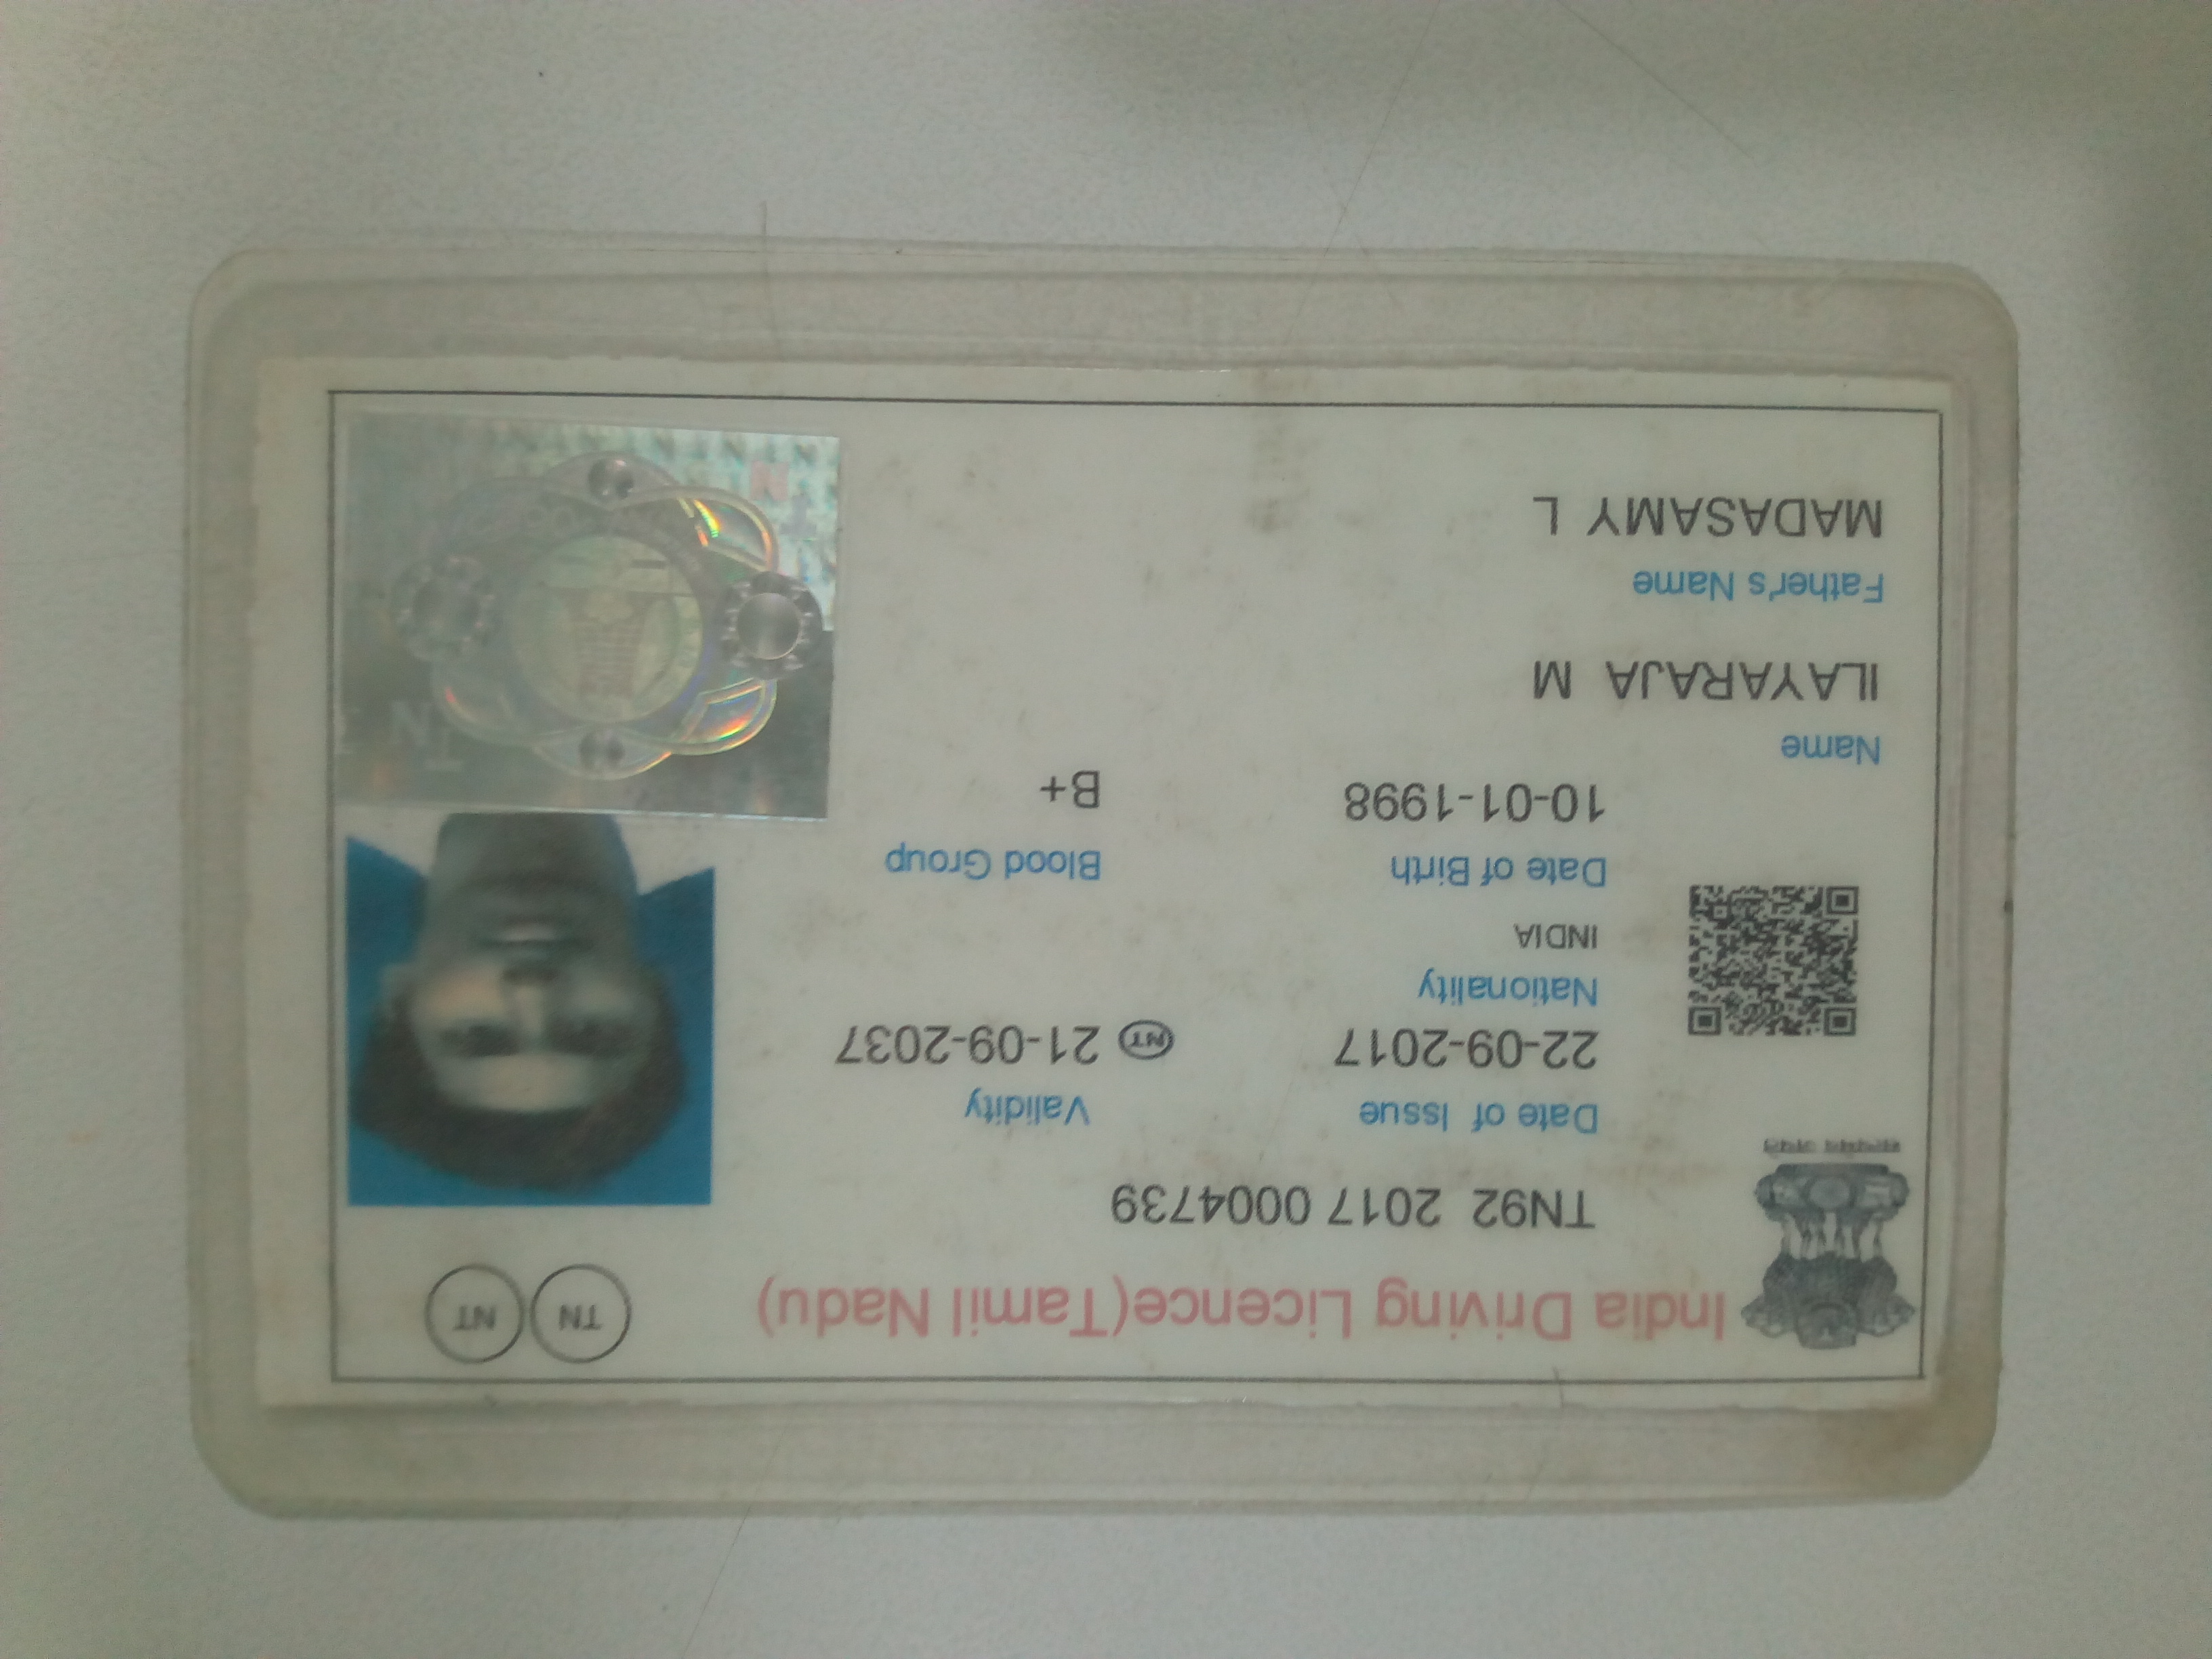 India Driving Licence(Tamil Nadu)
TN NT
TN92 2017 0004739
Date of Issue Validity
22-09-2017 NT 21-09-2037
Nationality
INDIA
Date of Birth Blood Group
10-01-1998 B+
Name
ILAYARAJA M
Father's Name
MADASAMY L